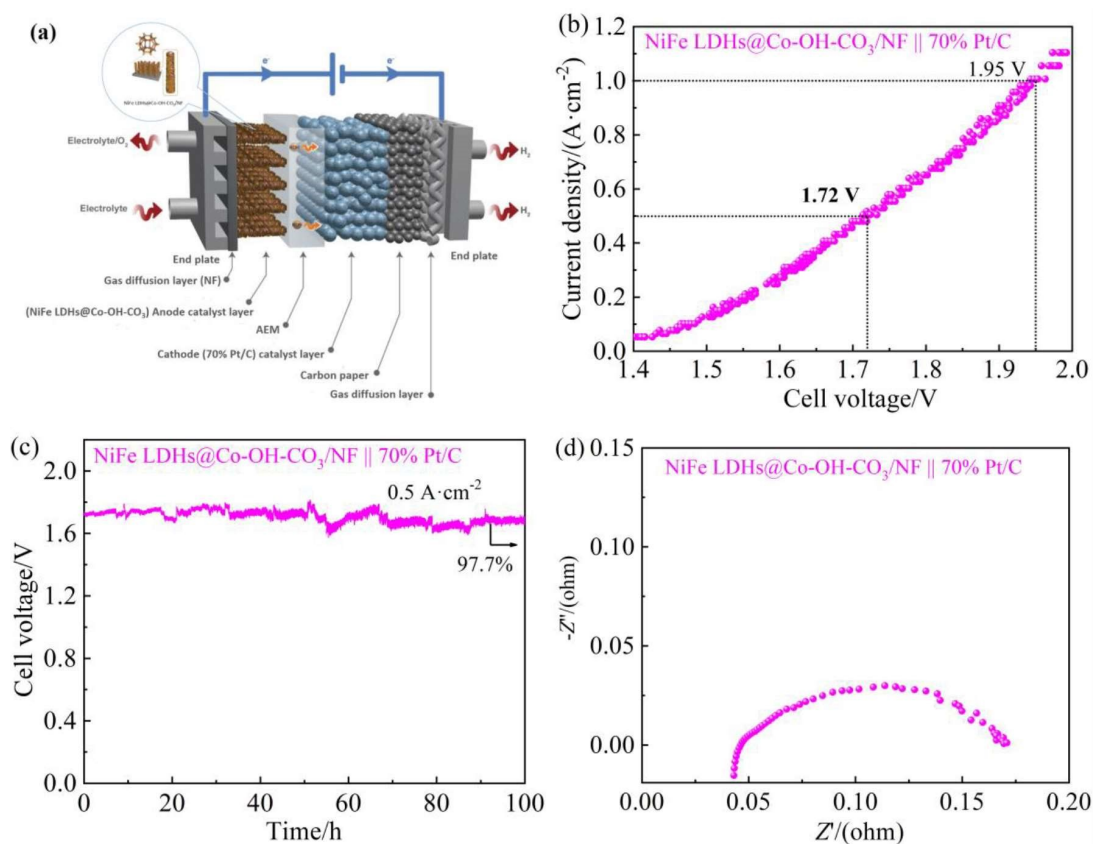 (a)
NiFe LDHs@Co-OH-CO₃/NF
e⁻
e⁻
Electrolyte/O₂
Electrolyte
H₂
H₂
End plate
Gas diffusion layer (NF)
(NiFe LDHs@Co-OH-CO₃) Anode catalyst layer
AEM
Cathode (70% Pt/C) catalyst layer
Carbon paper
Gas diffusion layer
End plate
(b)
NiFe LDHs@Co-OH-CO₃/NF || 70% Pt/C
1.95 V
1.72 V
Current density/(A·cm⁻²)
1.2
1.0
0.8
0.6
0.4
0.2
0.0
1.4 1.5 1.6 1.7 1.8 1.9 2.0
Cell voltage/V
(c)
NiFe LDHs@Co-OH-CO₃/NF || 70% Pt/C
0.5 A·cm⁻²
97.7%
Cell voltage/V
2.0
1.6
1.2
0.8
0.4
0.0
0 20 40 60 80 100
Time/h
(d)
NiFe LDHs@Co-OH-CO₃/NF || 70% Pt/C
-Z''/(ohm)
0.15
0.10
0.05
0.00
0.00 0.05 0.10 0.15 0.20
Z'/(ohm)